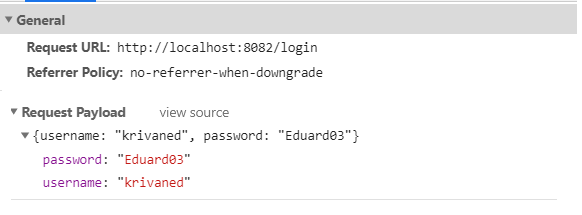 General
Request URL: http://localhost:8082/login
Referrer Policy: no-referrer-when-downgrade
Request Payload view source
{username: "krivaned", password: "Eduard03"}
password: "Eduard03"
username: "krivaned"